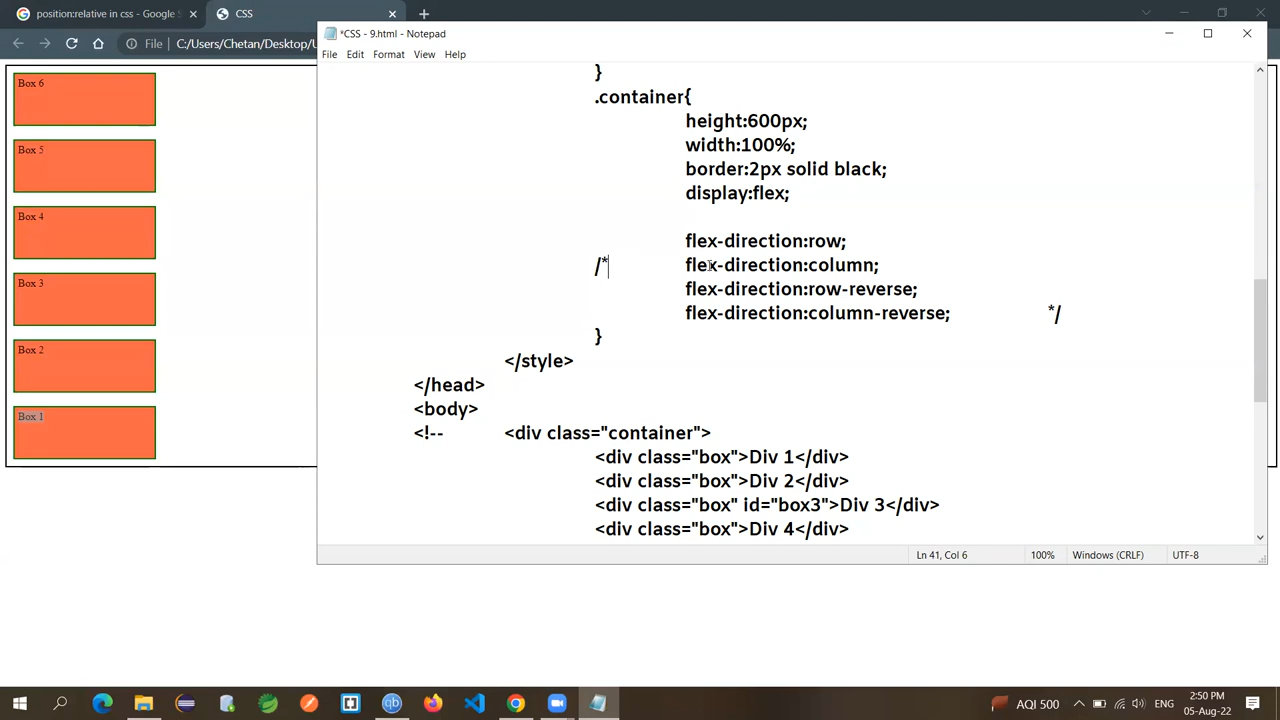 position:relative in css - Google S
CSS
File
C:/Users/Chetan/Desktop/
*CSS - 9.html - Notepad
File Edit Format View Help
Box 6
Box 5
Box 4
Box 3
Box 2
Box 1
}
.container{
height:600px;
width:100%;
border:2px solid black;
display:flex;
flex-direction:row;
/* flex-direction:column;
flex-direction:row-reverse;
flex-direction:column-reverse; */
}
</style>
</head>
<body>
<!-- <div class="container">
<div class="box">Div 1</div>
<div class="box">Div 2</div>
<div class="box" id="box3">Div 3</div>
<div class="box">Div 4</div>
Ln 41, Col 6 100% Windows (CRLF) UTF-8
AQI 500 ENG
2:50 PM
05-Aug-22